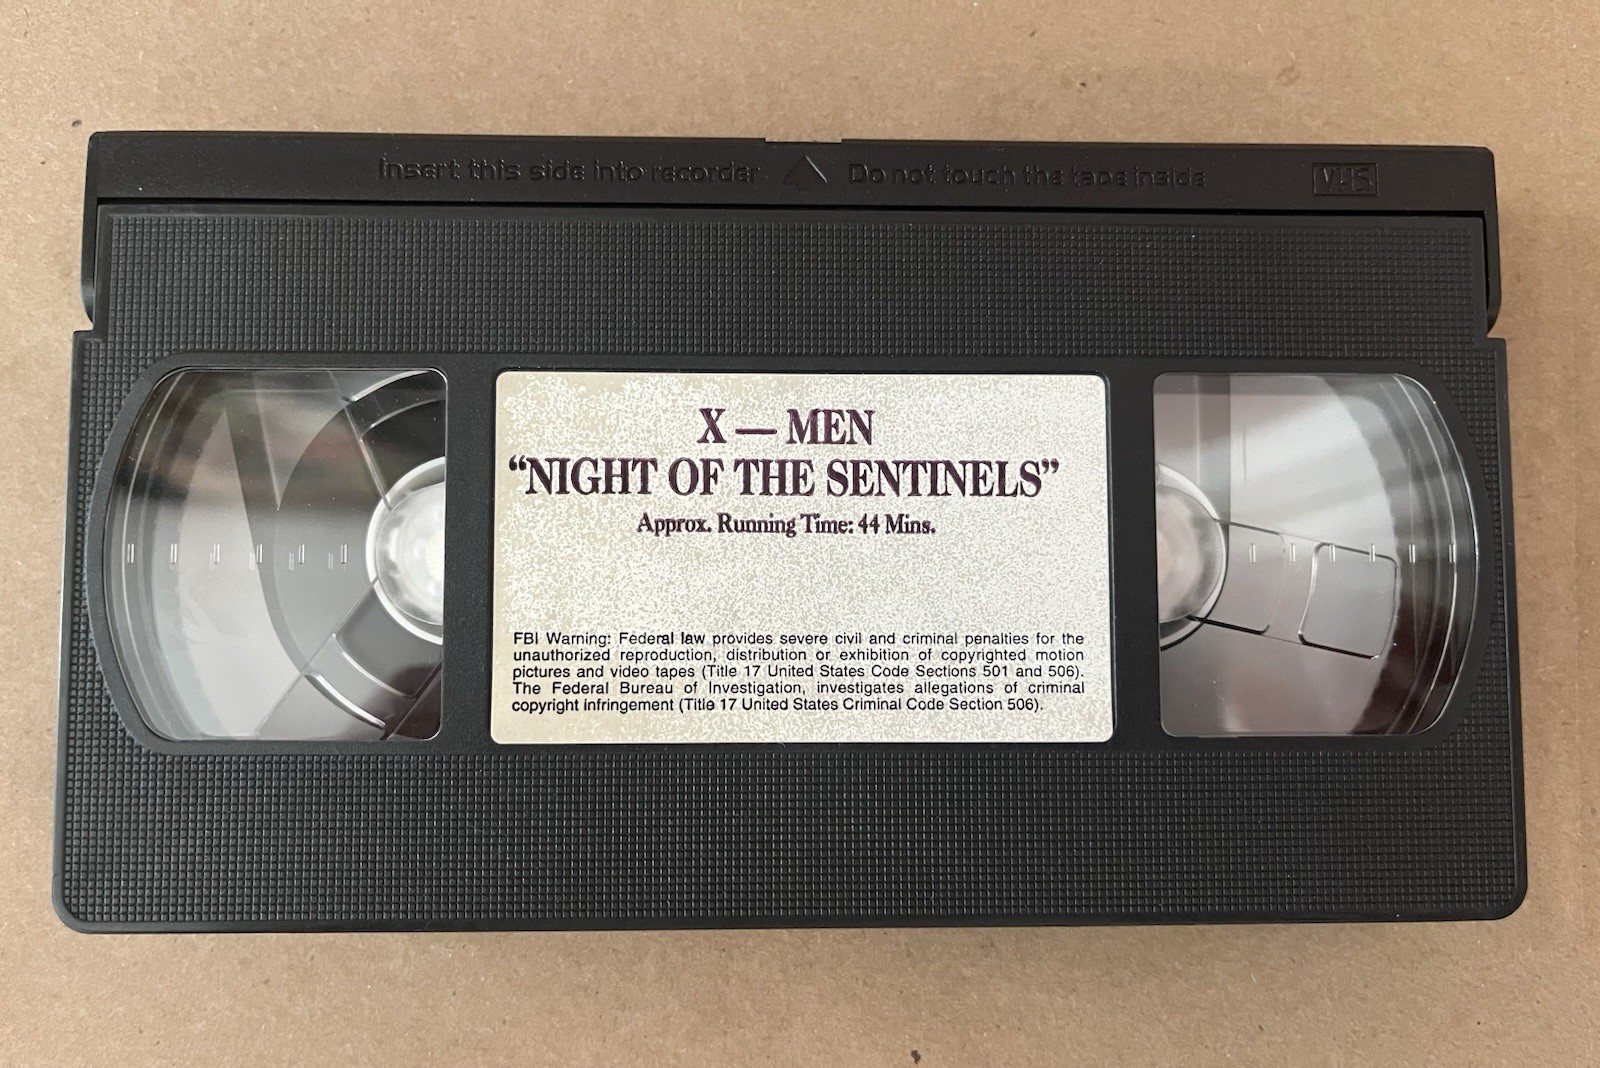 Insert this side into recorder Do not touch the tape inside VHS
X — MEN
“NIGHT OF THE SENTINELS”
Approx. Running Time: 44 Mins.
FBI Warning: Federal law provides severe civil and criminal penalties for the
unauthorized reproduction, distribution or exhibition of copyrighted motion
pictures and video tapes (Title 17 United States Code Sections 501 and 506).
The Federal Bureau of Investigation, investigates allegations of criminal
copyright infringement (Title 17 United States Criminal Code Section 506).